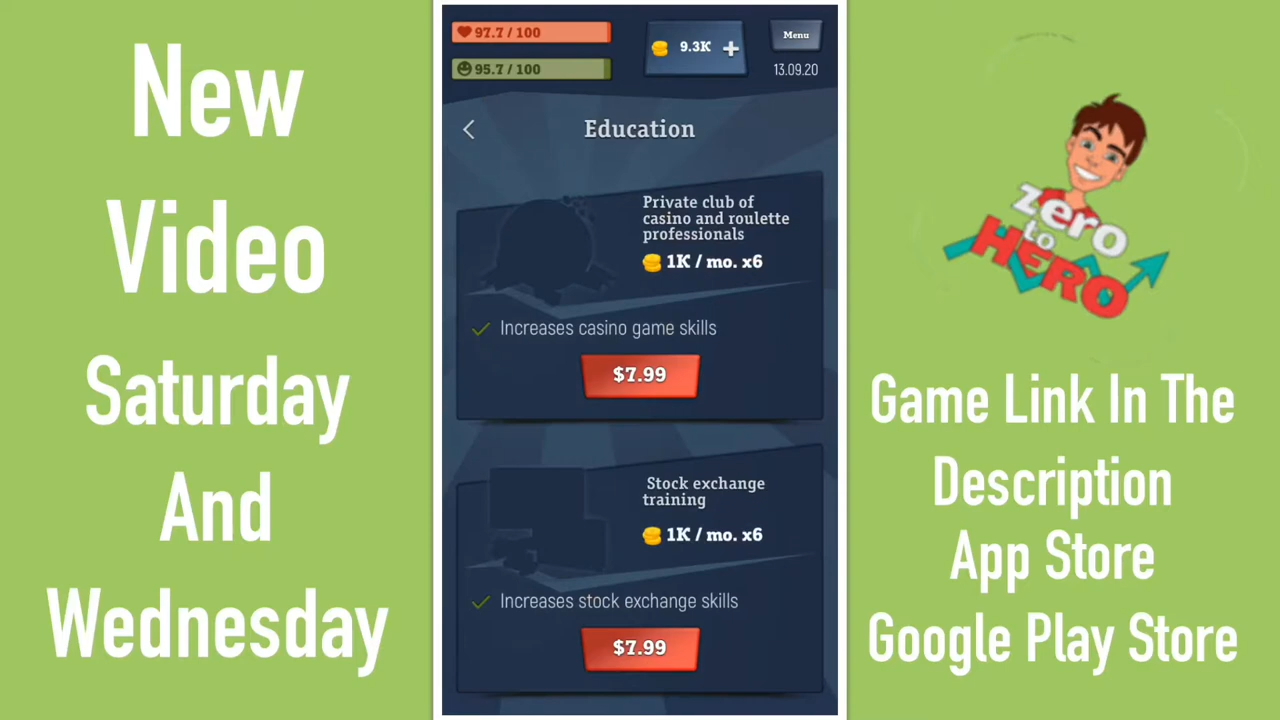 New
Video
Saturday
And
Wednesday
97.7 / 100
95.7 / 100
9.3K
Menu
13.09.20
Education
Private club of
casino and roulette
professionals
1K / mo. x6
Increases casino game skills
$7.99
Stock exchange
training
1K / mo. x6
Increases stock exchange skills
$7.99
zero
to
HERO
Game Link In The
Description
App Store
Google Play Store